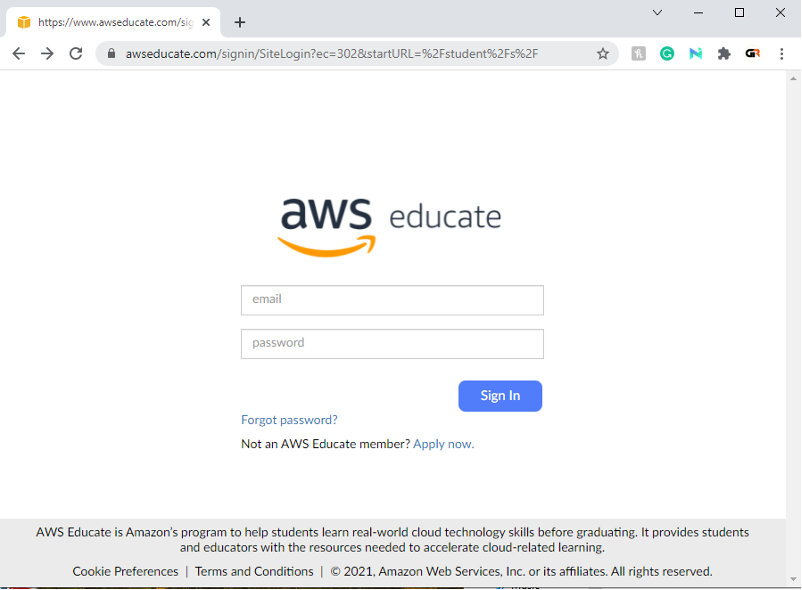 https://www.awseducate.com/sig
awseducate.com/signin/SiteLogin?ec=302&startURL=%2Fstudent%2Fs%2F
aws educate
email
password
Sign In
Forgot password?
Not an AWS Educate member? Apply now.
AWS Educate is Amazon's program to help students learn real-world cloud technology skills before graduating. It provides students
and educators with the resources needed to accelerate cloud-related learning.
Cookie Preferences | Terms and Conditions | © 2021, Amazon Web Services, Inc. or its affiliates. All rights reserved.